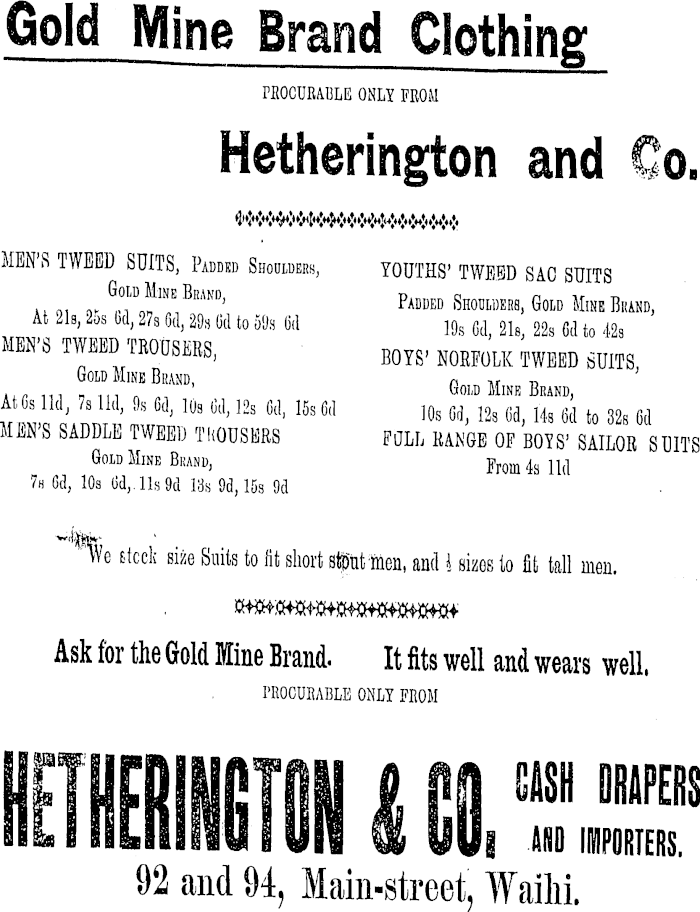 Gold Mine Brand Clothing
PROCURABLE ONLY FROM
Hetherington and Co.
MEN'S TWEED SUITS, PADDED SHOULDERS,
GOLD MINE BRAND,
At 21s, 25s 6d, 27s 6d, 29s 6d to 59s 6d
MEN'S TWEED TROUSERS,
GOLD MINE BRAND,
At 6s 11d, 7s 11d, 9s 6d, 10s 6d, 12s 6d, 15s 6d
MEN'S SADDLE TWEED TROUSERS
GOLD MINE BRAND,
7s 6d, 10s 6d, 11s 9d 13s 9d, 15s 9d
YOUTHS' TWEED SAC SUITS
PADDED SHOULDERS, GOLD MINE BRAND,
19s 6d, 21s, 22s 6d to 42s
BOYS' NORFOLK TWEED SUITS,
GOLD MINE BRAND,
10s 6d, 12s 6d, 14s 6d to 32s 6d
FULL RANGE OF BOYS' SAILOR SUITS
From 4s 11d
We stock size Suits to fit short stout men, and ½ sizes to fit tall men.
Ask for the Gold Mine Brand. It fits well and wears well.
PROCURABLE ONLY FROM
HETHERINGTON & CO, CASH DRAPERS
AND IMPORTERS.
92 and 94, Main-street, Waihi.